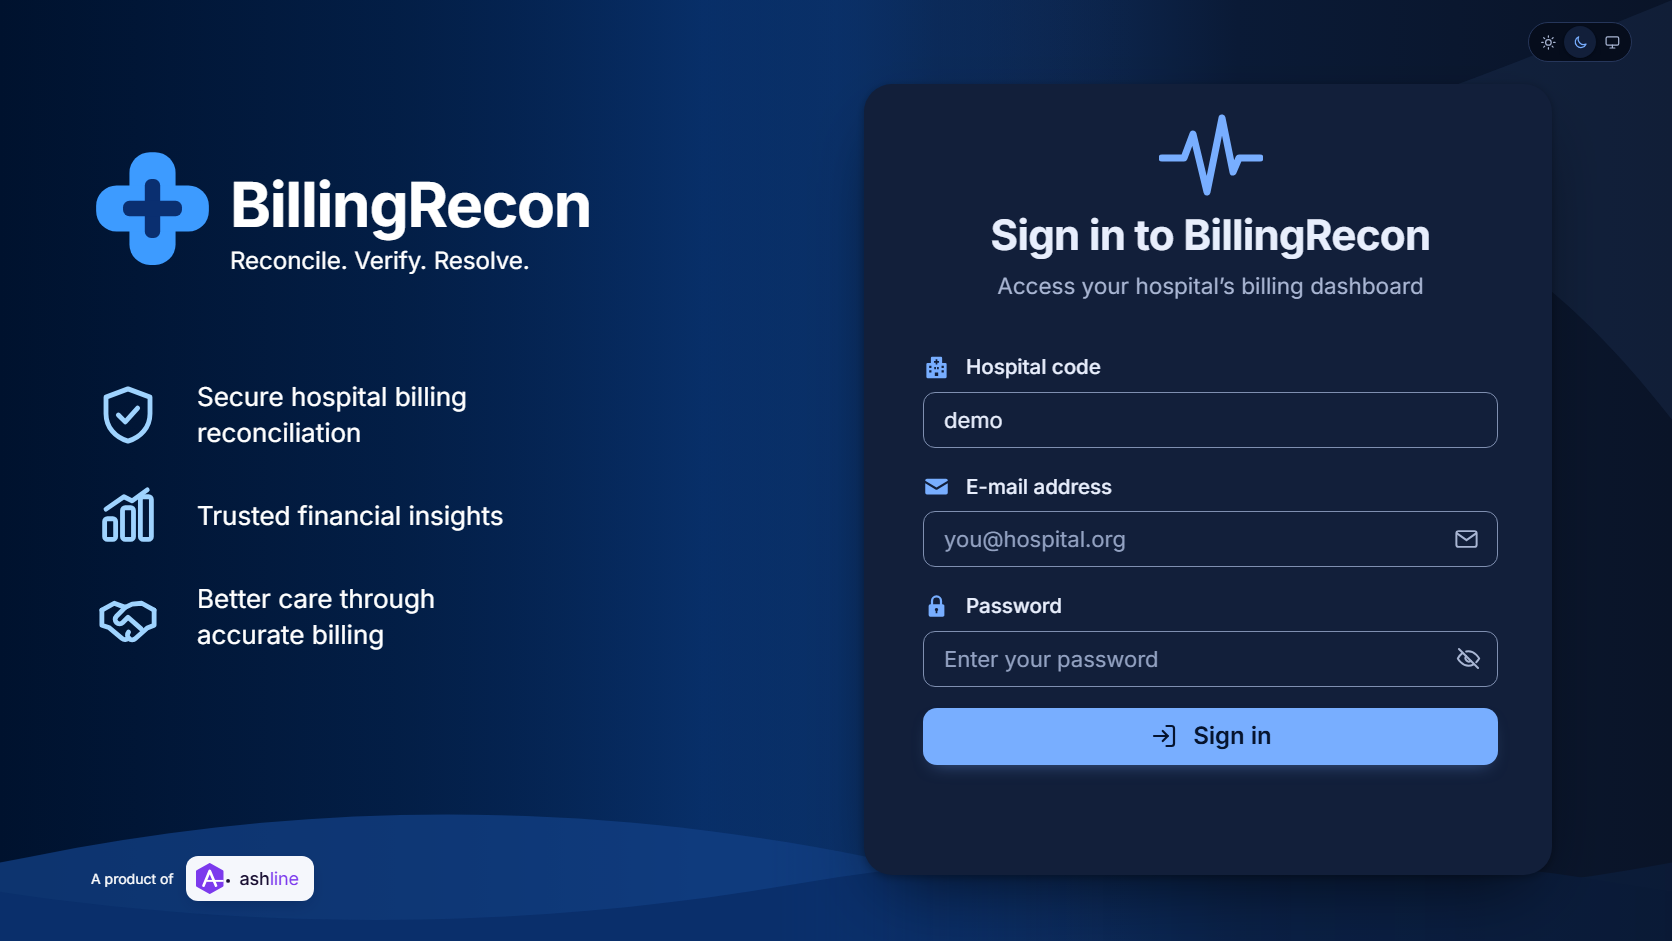 BillingRecon
Reconcile. Verify. Resolve.
Secure hospital billing
reconciliation
Trusted financial insights
Better care through
accurate billing
A product of
ashline
Sign in to BillingRecon
Access your hospital’s billing dashboard
Hospital code
demo
E-mail address
you@hospital.org
Password
Enter your password
Sign in